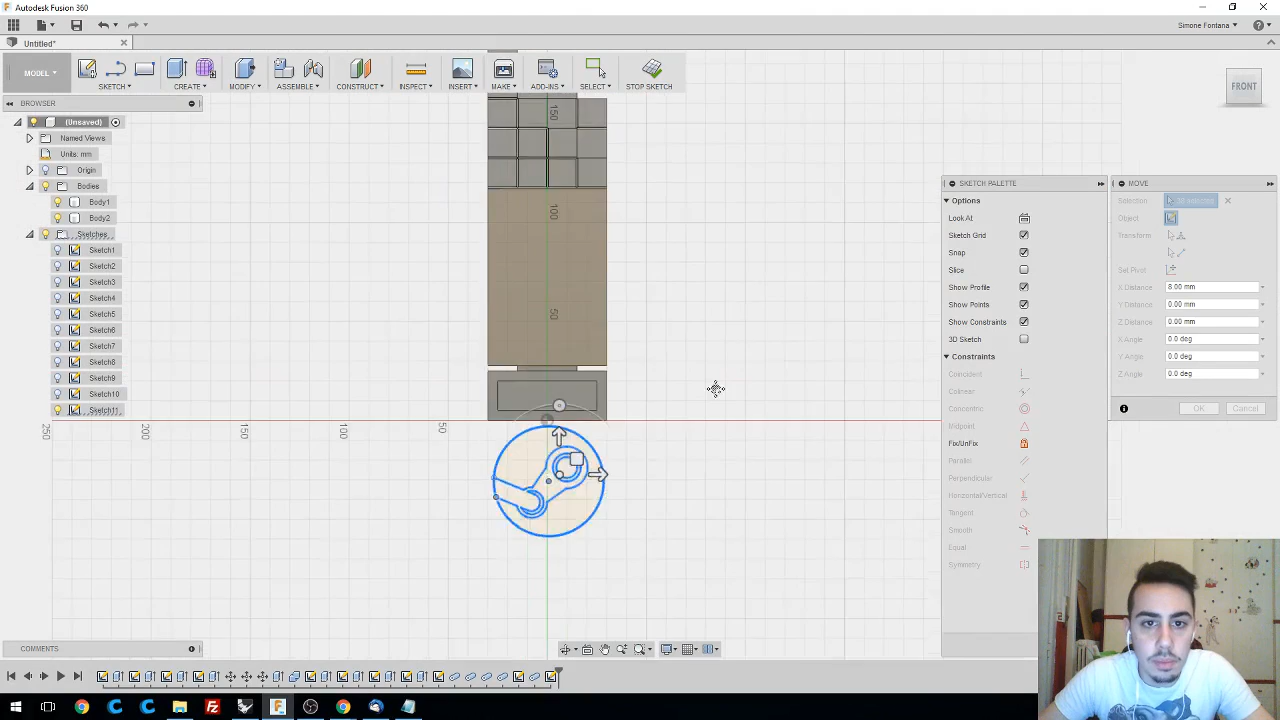 Autodesk Fusion 360
Simone Fontana
Untitled*
MODEL
SKETCH
CREATE
MODIFY
ASSEMBLE
CONSTRUCT
INSPECT
INSERT
MAKE
ADD-INS
SELECT
STOP SKETCH
FRONT
BROWSER
(Unsaved)
Named Views
Units: mm
Origin
Bodies
Body1
Body2
Sketches
Sketch1
Sketch2
Sketch3
Sketch4
Sketch5
Sketch6
Sketch7
Sketch8
Sketch9
Sketch10
Sketch11
150
100
50
250
200
150
100
50
SKETCH PALETTE
Options
Look At
Sketch Grid
Snap
Slice
Show Profile
Show Points
Show Constraints
3D Sketch
Constraints
Coincident
Colinear
Concentric
Midpoint
Fix/UnFix
Parallel
Perpendicular
Horizontal/Vertical
Tangent
Smooth
Equal
Symmetry
MOVE
Selection
selected
Object
Transform
Set Pivot
X Distance 8.00 mm
Y Distance 0.00 mm
Z Distance 0.00 mm
X Angle 0.0 deg
Y Angle 0.0 deg
Z Angle 0.0 deg
OK Cancel
COMMENTS